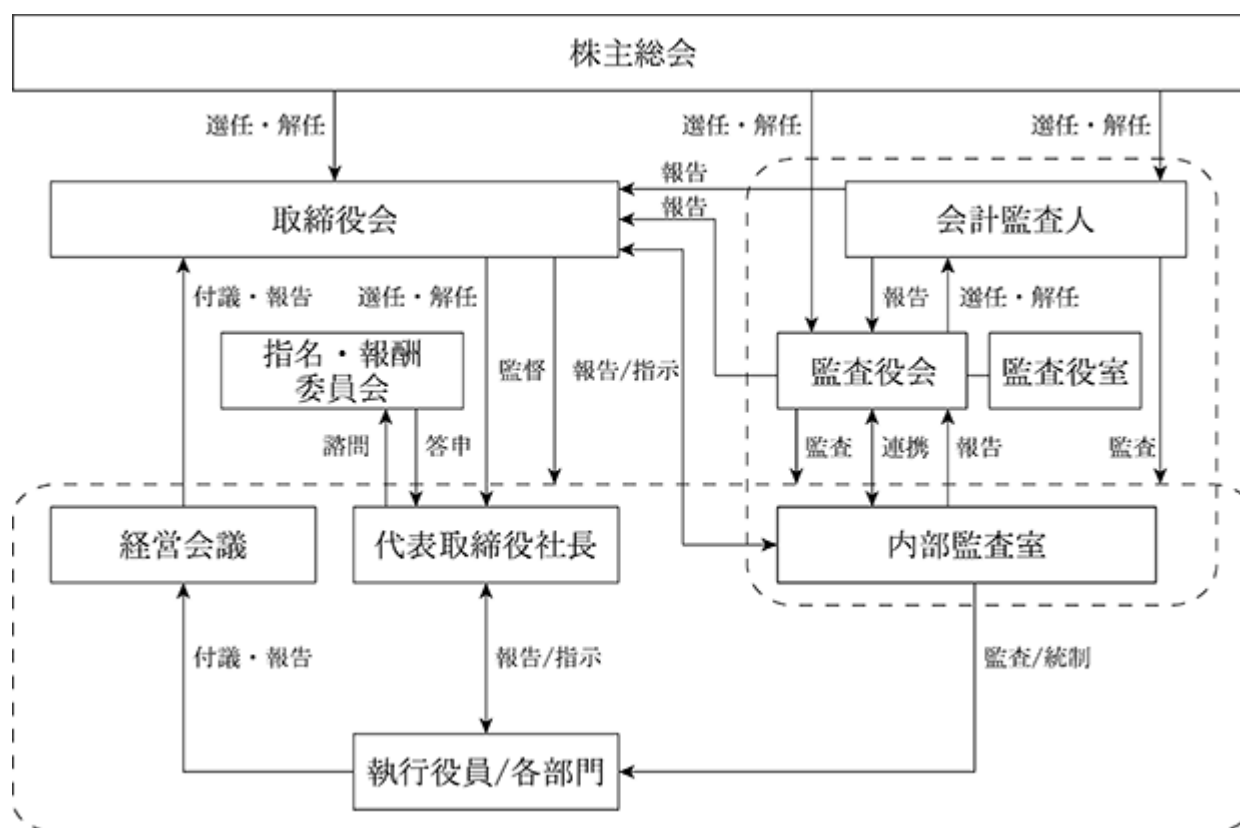 株主総会
選任・解任
選任・解任
選任・解任
報告
取締役会
会計監査人
報告
付議・報告
選任・解任
報告
選任・解任
指名・報酬
委員会
監督
報告/指示
監査役会
監査役室
諮問
答申
監査
連携
報告
監査
経営会議
代表取締役社長
内部監査室
付議・報告
報告/指示
監査/統制
執行役員/各部門